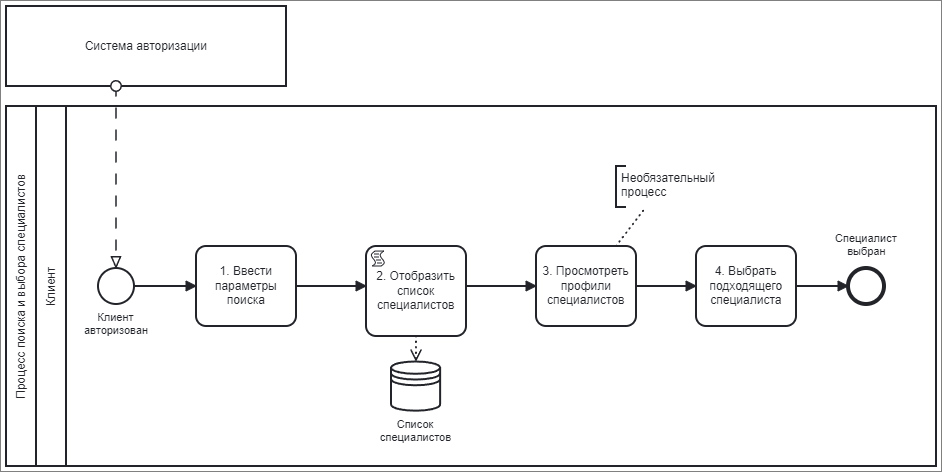 Система авторизации
Процесс поиска и выбора специалистов
Клиент
Клиент
авторизован
1. Ввести
параметры
поиска
2. Отобразить
список
специалистов
Список
специалистов
Необязательный
процесс
3. Просмотреть
профили
специалистов
4. Выбрать
подходящего
специалиста
Специалист
выбран